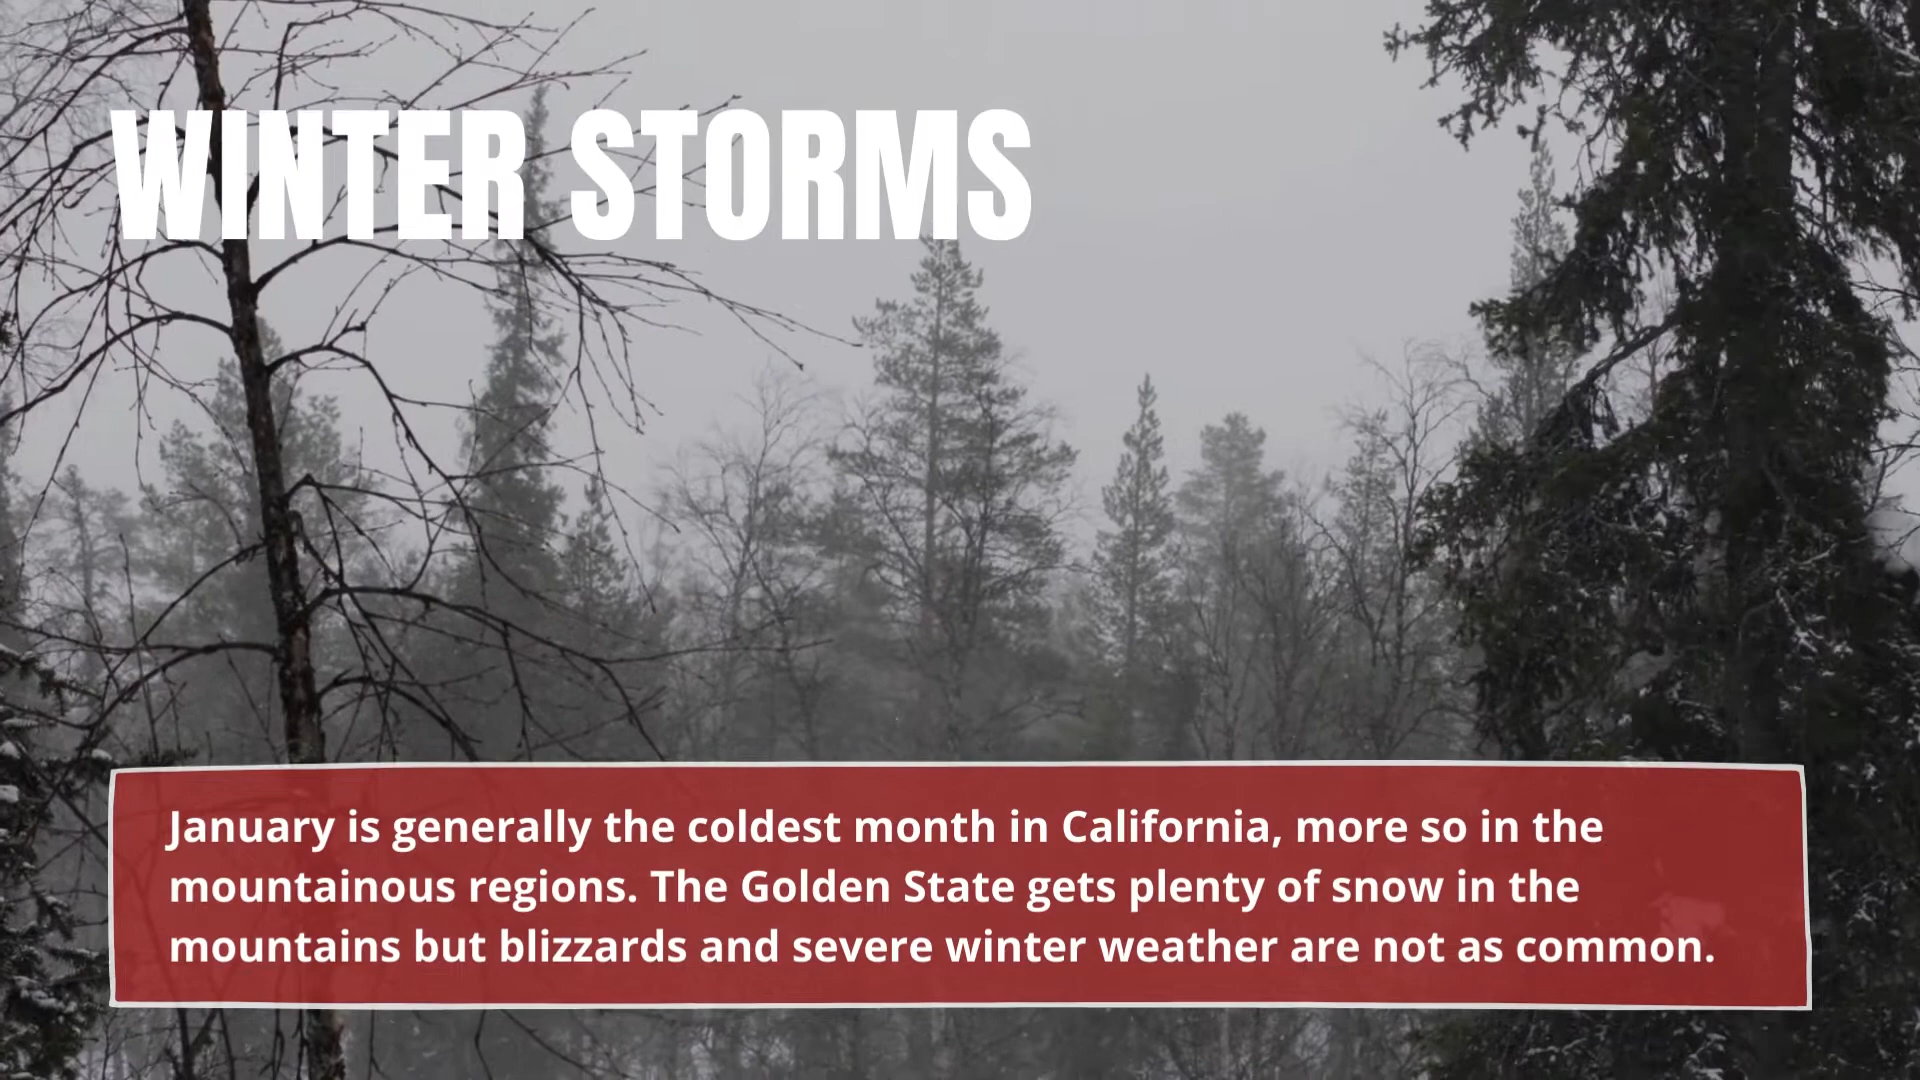 WINTER STORMS
January is generally the coldest month in California, more so in the
mountainous regions. The Golden State gets plenty of snow in the
mountains but blizzards and severe winter weather are not as common.